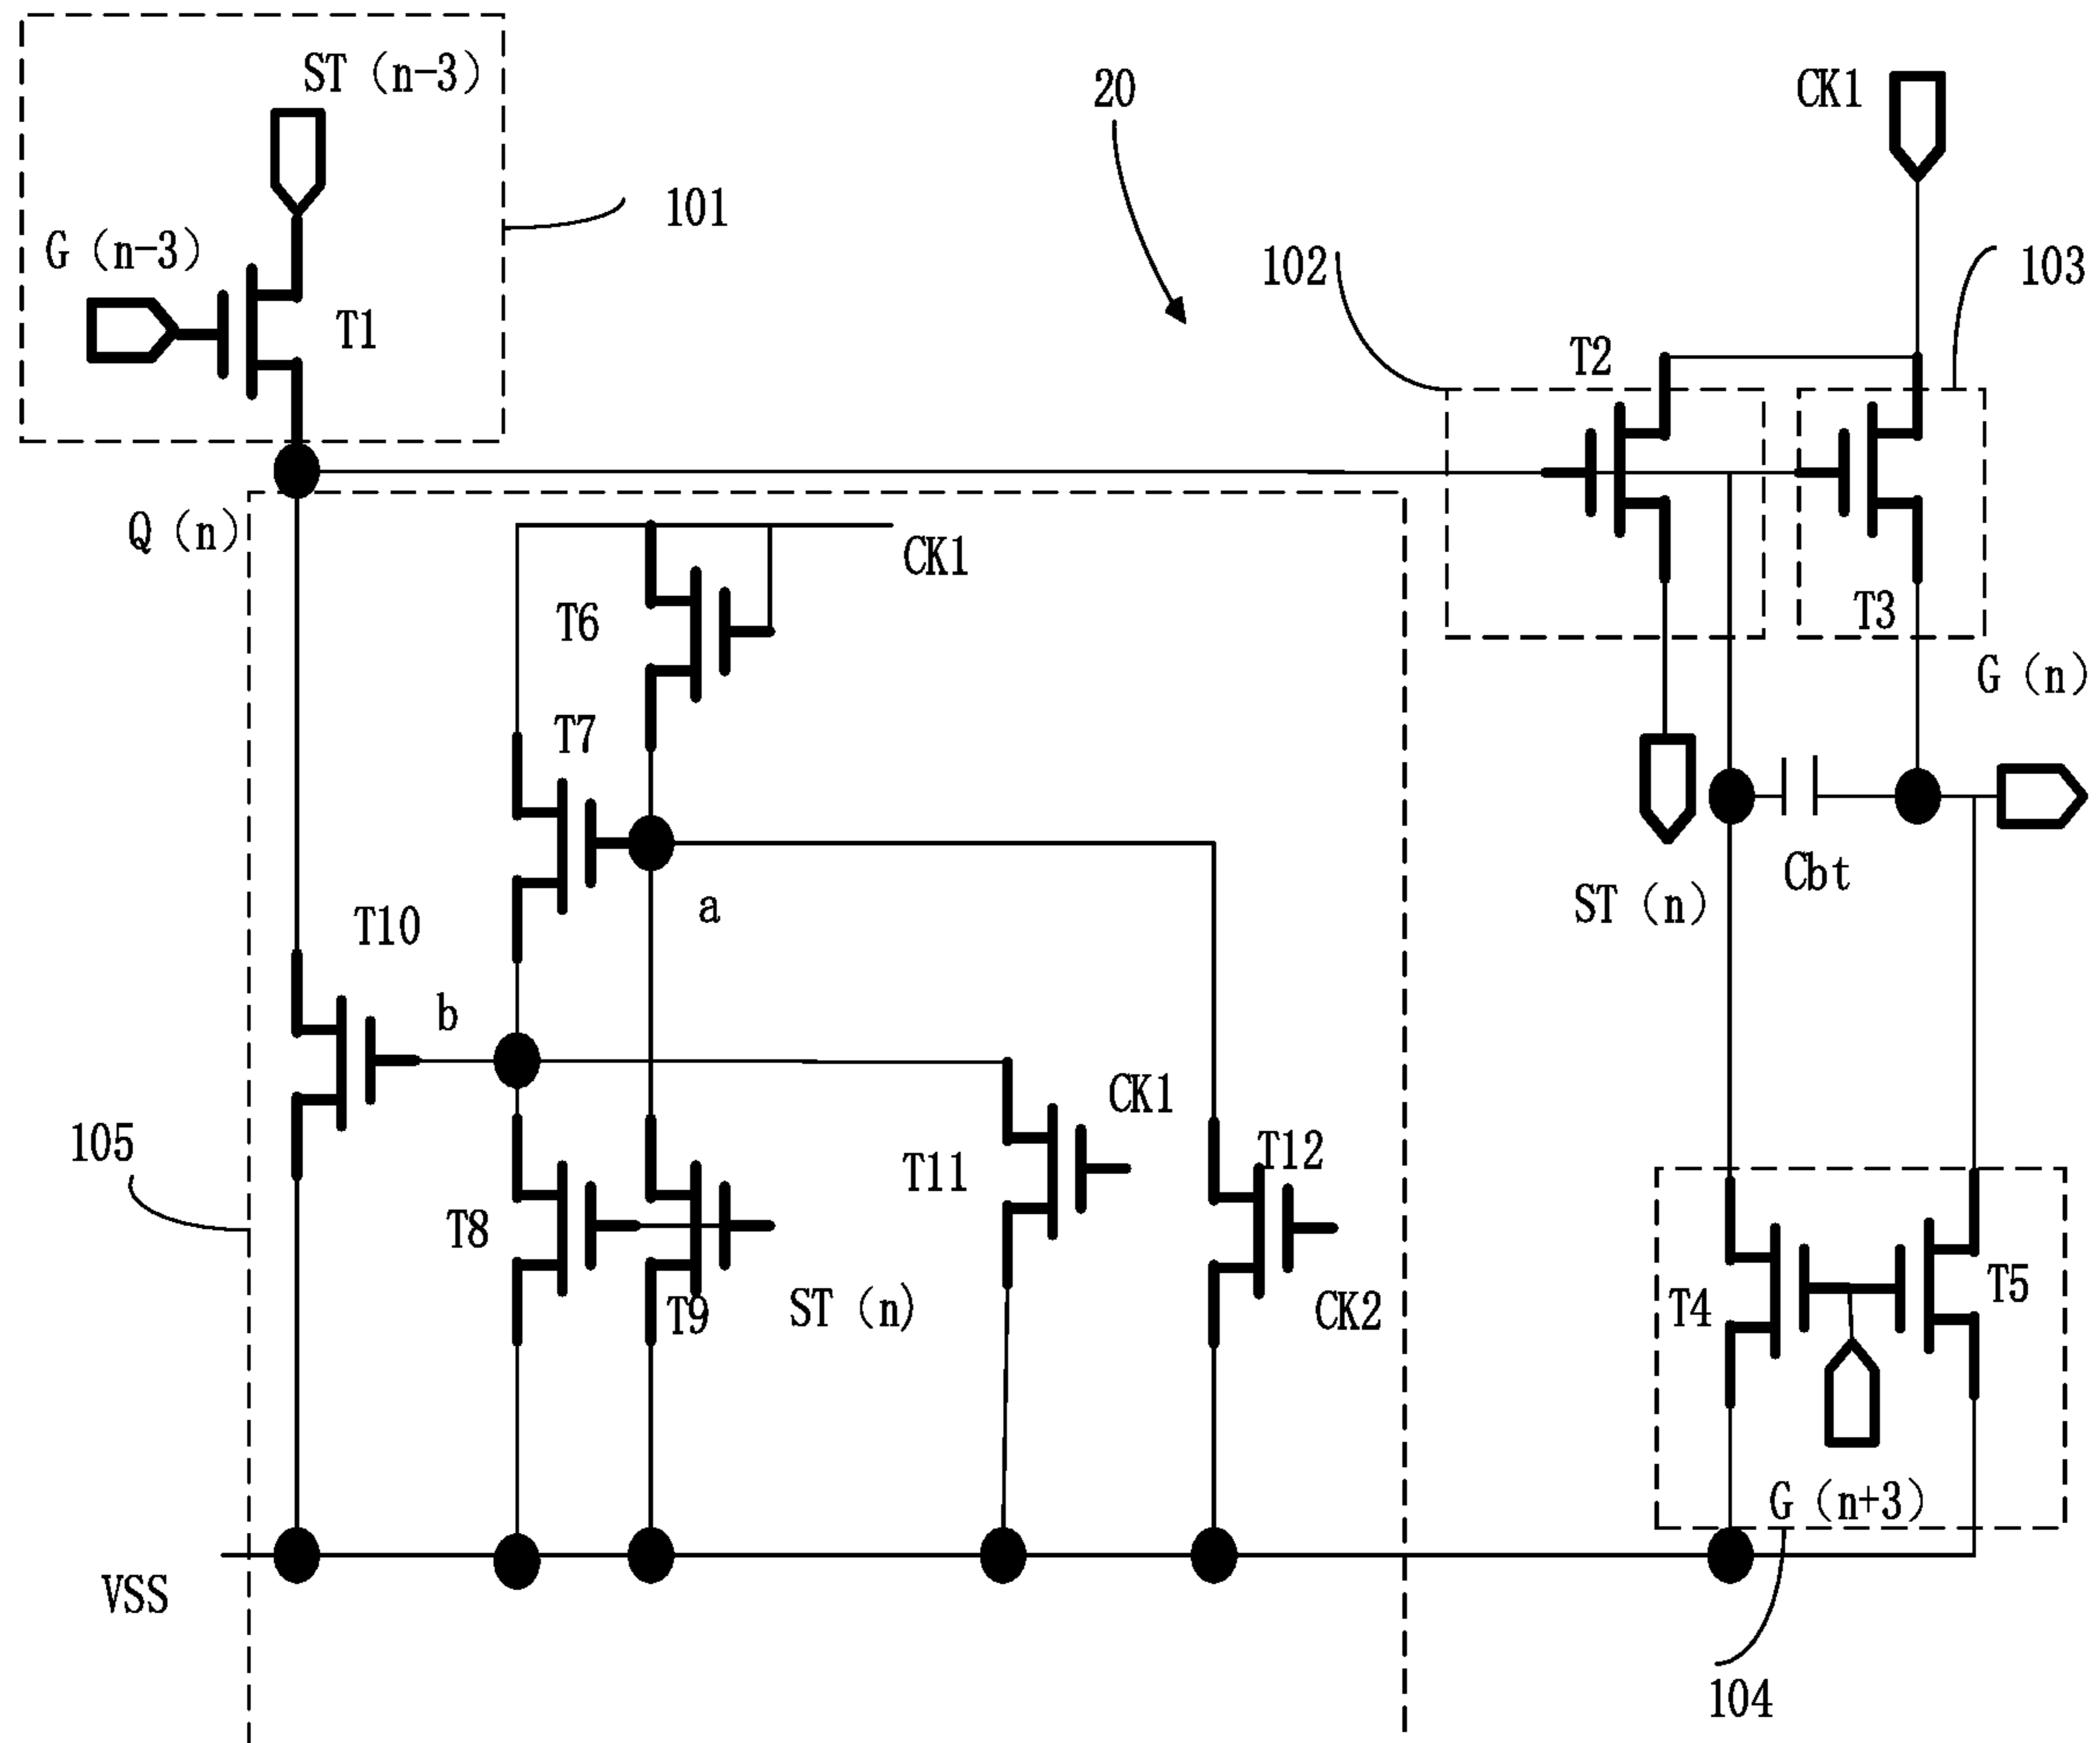 ST (n-3)
20
CK1
101
G (n-3)
102
103
T1
T2
Q (n)
CK1
T6
T3
G (n)
T7
Cbt
ST (n)
a
T10
b
CK1
105
T11
T12
T8
T9
ST (n)
CK2
T4
T5
G (n+3)
VSS
104